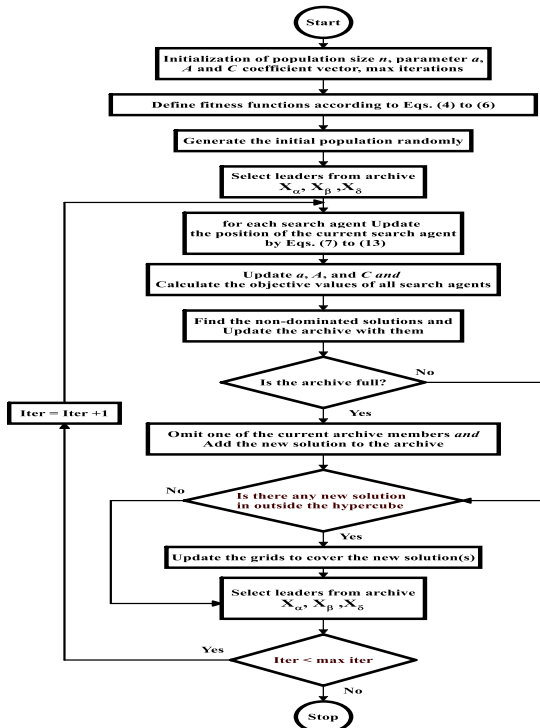 Start
Initialization of population size n, parameter a,
A and C coefficient vector, max iterations
Define fitness functions according to Eqs. (4) to (6)
Generate the initial population randomly
Select leaders from archive
Xα, Xβ ,Xδ
for each search agent Update
the position of the current search agent
by Eqs. (7) to (13)
Update a, A, and C and
Calculate the objective values of all search agents
Find the non-dominated solutions and
Update the archive with them
No
Is the archive full?
Iter = Iter +1
Yes
Omit one of the current archive members and
Add the new solution to the archive
No
Is there any new solution
in outside the hypercube
Yes
Update the grids to cover the new solution(s)
Select leaders from archive
Xα, Xβ ,Xδ
Yes
Iter < max iter
No
Stop